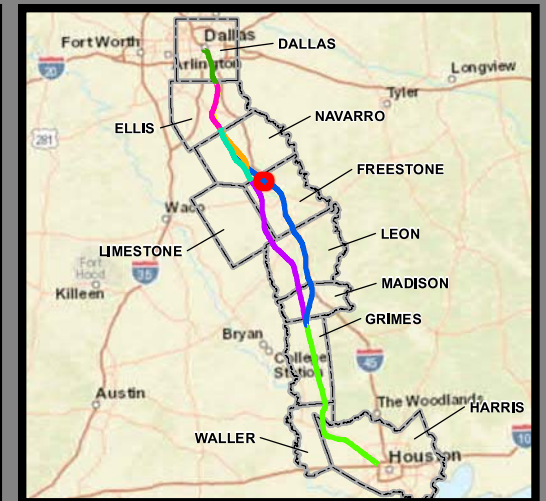 Dallas
DALLAS
Fort Worth
Arlington
20
Longview
Tyler
NAVARRO
ELLIS
281
FREESTONE
Waco
LEON
LIMESTONE
Fort
Hood
35
MADISON
Killeen
GRIMES
Bryan
College
Station
45
Austin
The Woodlands
HARRIS
WALLER
10
Houston